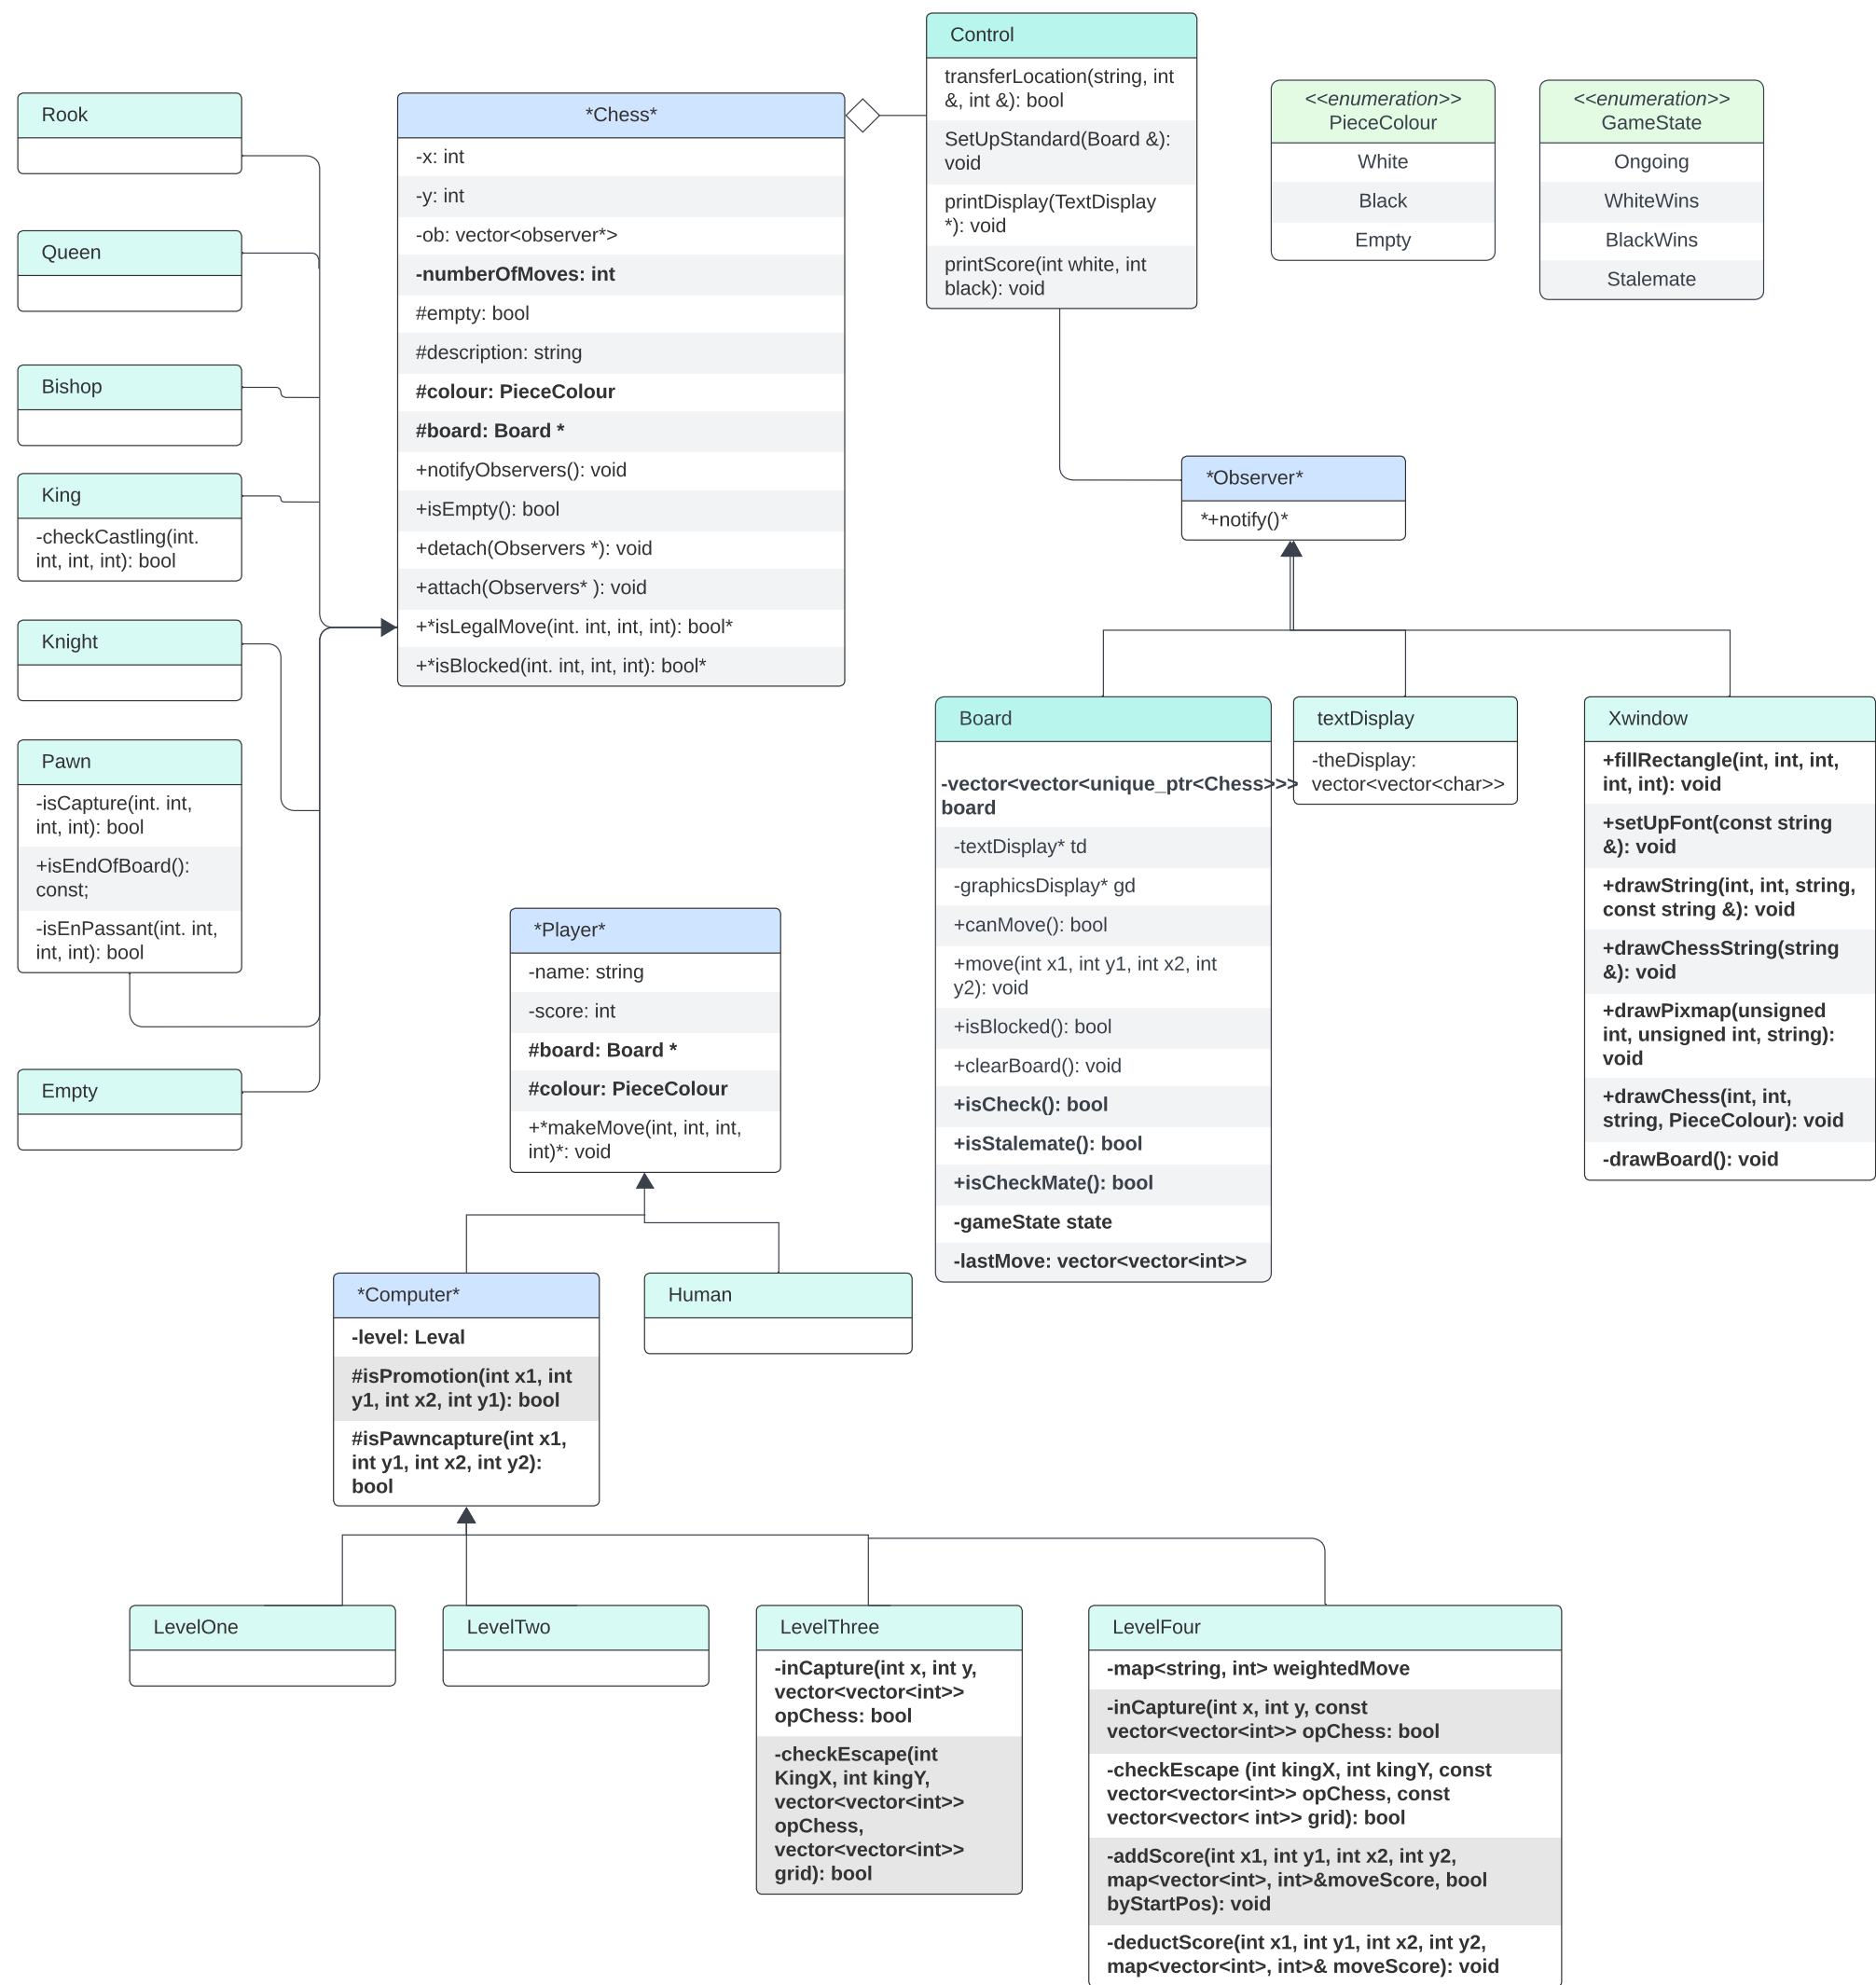 Control
transferLocation(string, int
&, int &): bool
SetUpStandard(Board &):
void
printDisplay(TextDisplay
*): void
printScore(int white, int
black): void
<<enumeration>>
PieceColour
White
Black
Empty
<<enumeration>>
GameState
Ongoing
WhiteWins
BlackWins
Stalemate
Rook
Queen
Bishop
King
-checkCastling(int.
int, int, int): bool
Knight
Pawn
-isCapture(int. int,
int, int): bool
+isEndOfBoard():
const;
-isEnPassant(int. int,
int, int): bool
Empty
*Chess*
-x: int
-y: int
-ob: vector<observer*>
-numberOfMoves: int
#empty: bool
#description: string
#colour: PieceColour
#board: Board *
+notifyObservers(): void
+isEmpty(): bool
+detach(Observers *): void
+attach(Observers* ): void
+*isLegalMove(int. int, int, int): bool*
+*isBlocked(int. int, int, int): bool*
*Observer*
*+notify()*
Board
-vector<vector<unique_ptr<Chess>>>
board
-textDisplay* td
-graphicsDisplay* gd
+canMove(): bool
+move(int x1, int y1, int x2, int
y2): void
+isBlocked(): bool
+clearBoard(): void
+isCheck(): bool
+isStalemate(): bool
+isCheckMate(): bool
-gameState state
-lastMove: vector<vector<int>>
textDisplay
-theDisplay:
vector<vector<char>>
Xwindow
+fillRectangle(int, int, int,
int, int): void
+setUpFont(const string
&): void
+drawString(int, int, string,
const string &): void
+drawChessString(string
&): void
+drawPixmap(unsigned
int, unsigned int, string):
void
+drawChess(int, int,
string, PieceColour): void
-drawBoard(): void
*Player*
-name: string
-score: int
#board: Board *
#colour: PieceColour
+*makeMove(int, int, int,
int)*: void
*Computer*
-level: Leval
#isPromotion(int x1, int
y1, int x2, int y1): bool
#isPawncapture(int x1,
int y1, int x2, int y2):
bool
Human
LevelOne
LevelTwo
LevelThree
-inCapture(int x, int y,
vector<vector<int>>
opChess: bool
-checkEscape(int
KingX, int kingY,
vector<vector<int>>
opChess,
vector<vector<int>>
grid): bool
LevelFour
-map<string, int> weightedMove
-inCapture(int x, int y, const
vector<vector<int>> opChess: bool
-checkEscape (int kingX, int kingY, const
vector<vector<int>> opChess, const
vector<vector< int>> grid): bool
-addScore(int x1, int y1, int x2, int y2,
map<vector<int>, int>&moveScore, bool
byStartPos): void
-deductScore(int x1, int y1, int x2, int y2,
map<vector<int>, int>& moveScore): void